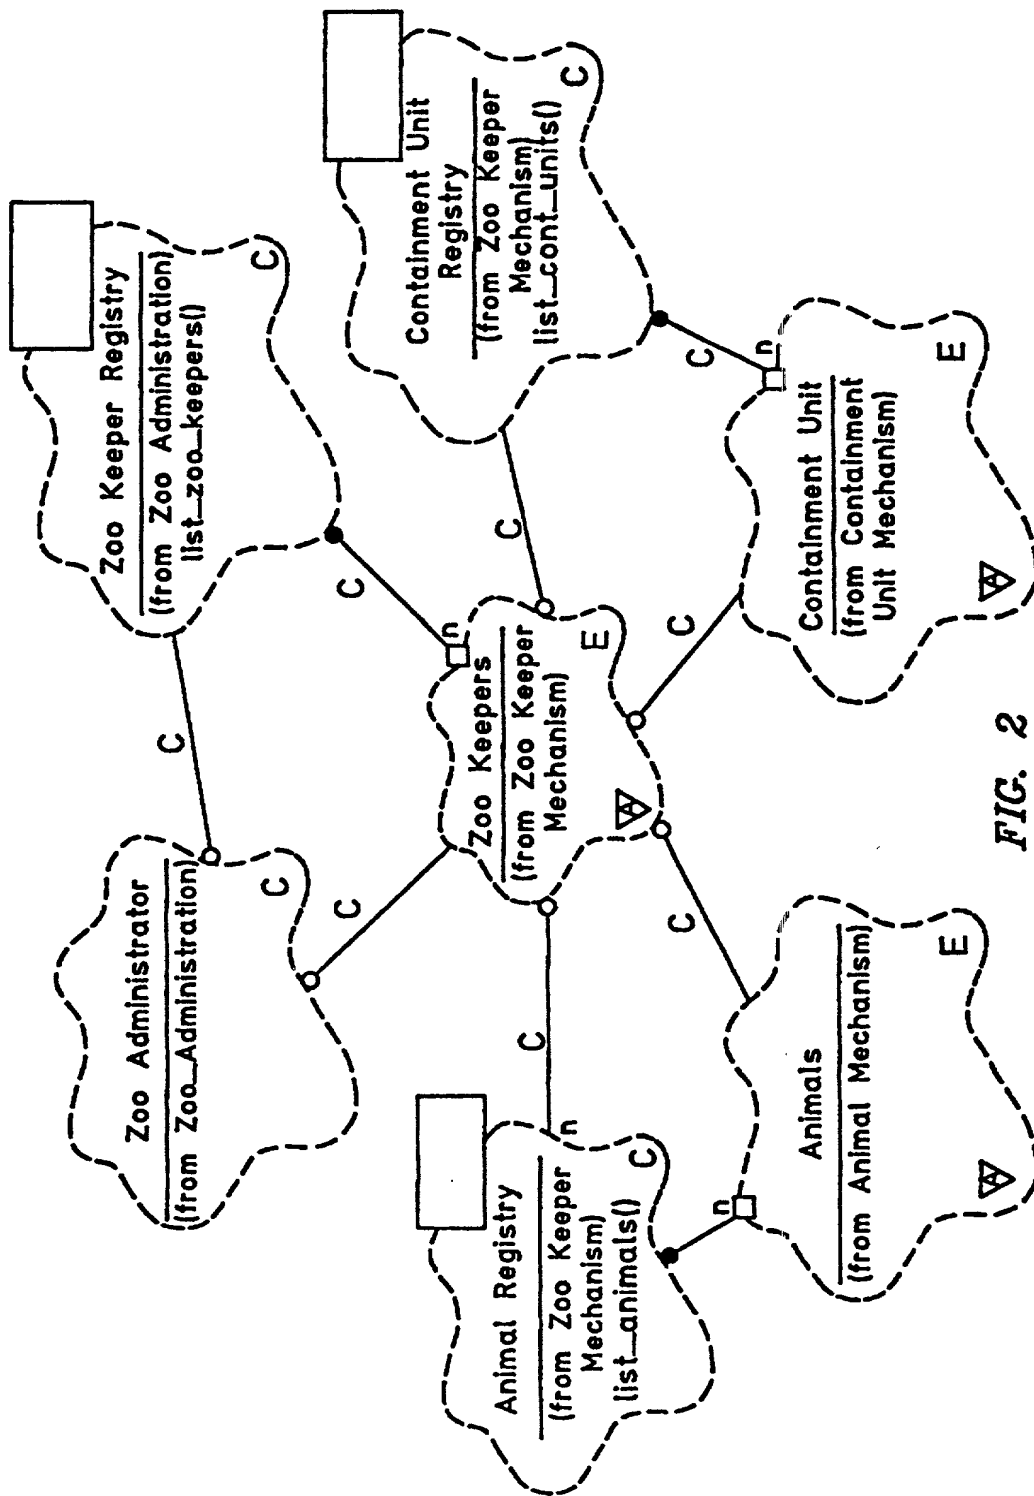 Zoo Administrator
(from Zoo_Administration)
C
C
Zoo Keeper Registry
(from Zoo Administration)
list_zoo_keepers()
C
C
C
Animal Registry
(from Zoo Keeper
Mechanism)
list_animals()
C
n
C
Zoo Keepers
(from Zoo Keeper
Mechanism)
A
E
n
C
Containment Unit
Registry
(from Zoo Keeper
Mechanism)
list_cont_units()
C
C
C
C
n
n
Animals
(from Animal Mechanism)
A
E
Containment Unit
(from Containment
Unit Mechanism)
A
E
FIG. 2